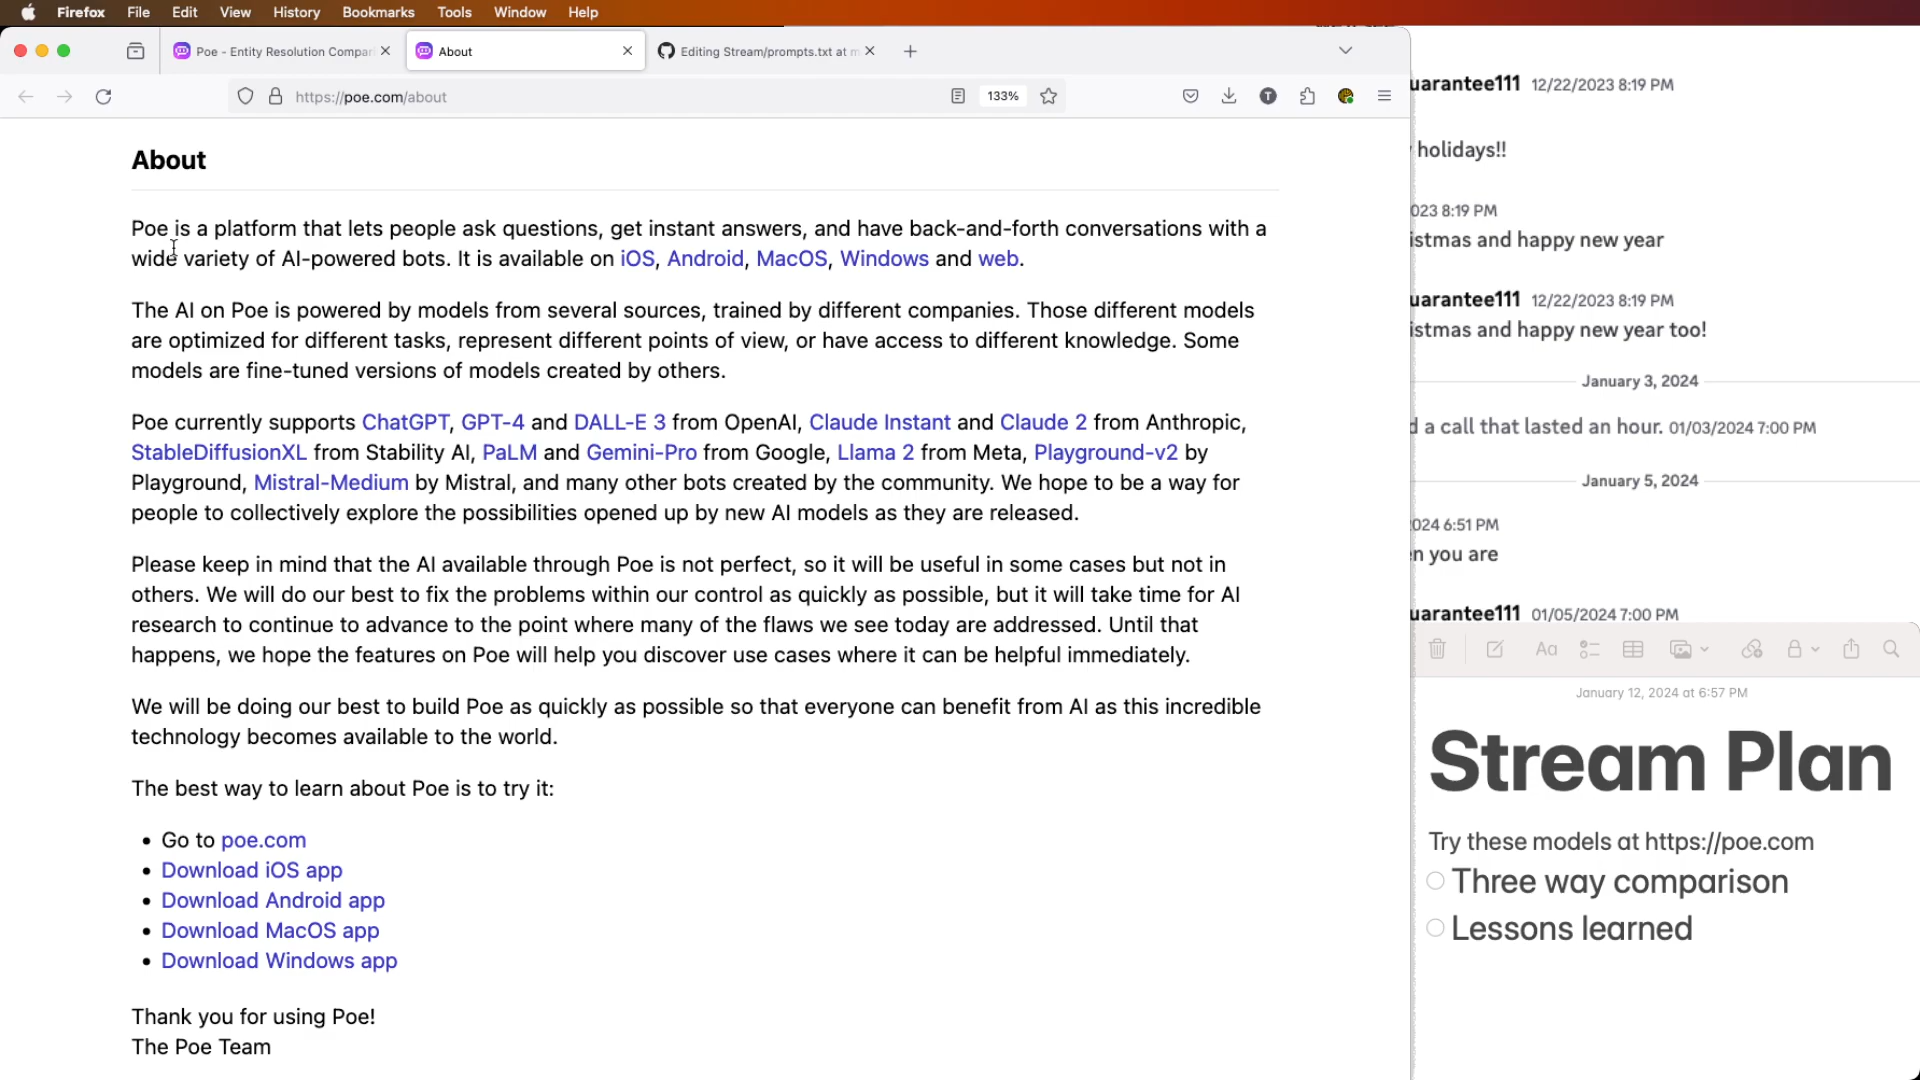 Firefox File Edit View History Bookmarks Tools Window Help
Poe - Entity Resolution Compar
About
Editing Stream/prompts.txt at m
https://poe.com/about
133%
T
About
Poe is a platform that lets people ask questions, get instant answers, and have back-and-forth conversations with a
wide variety of AI-powered bots. It is available on iOS, Android, MacOS, Windows and web.
The AI on Poe is powered by models from several sources, trained by different companies. Those different models
are optimized for different tasks, represent different points of view, or have access to different knowledge. Some
models are fine-tuned versions of models created by others.
Poe currently supports ChatGPT, GPT-4 and DALL-E 3 from OpenAI, Claude Instant and Claude 2 from Anthropic,
StableDiffusionXL from Stability AI, PaLM and Gemini-Pro from Google, Llama 2 from Meta, Playground-v2 by
Playground, Mistral-Medium by Mistral, and many other bots created by the community. We hope to be a way for
people to collectively explore the possibilities opened up by new AI models as they are released.
Please keep in mind that the AI available through Poe is not perfect, so it will be useful in some cases but not in
others. We will do our best to fix the problems within our control as quickly as possible, but it will take time for AI
research to continue to advance to the point where many of the flaws we see today are addressed. Until that
happens, we hope the features on Poe will help you discover use cases where it can be helpful immediately.
We will be doing our best to build Poe as quickly as possible so that everyone can benefit from AI as this incredible
technology becomes available to the world.
The best way to learn about Poe is to try it:
• Go to poe.com
• Download iOS app
• Download Android app
• Download MacOS app
• Download Windows app
Thank you for using Poe!
The Poe Team
uarantee111 12/22/2023 8:19 PM
holidays!!
023 8:19 PM
istmas and happy new year
uarantee111 12/22/2023 8:19 PM
istmas and happy new year too!
January 3, 2024
d a call that lasted an hour. 01/03/2024 7:00 PM
January 5, 2024
024 6:51 PM
n you are
uarantee111 01/05/2024 7:00 PM
Aa
January 12, 2024 at 6:57 PM
Stream Plan
Try these models at https://poe.com
Three way comparison
Lessons learned